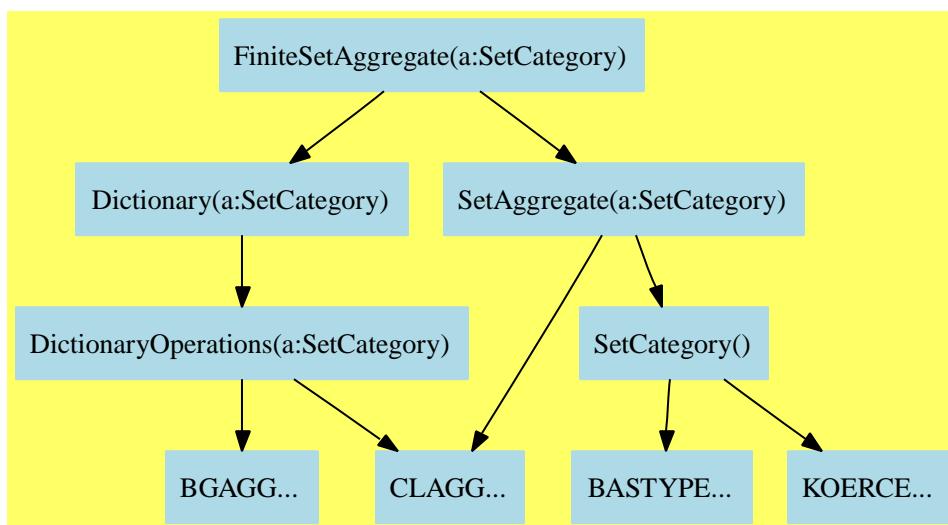 FiniteSetAggregate(a:SetCategory)
Dictionary(a:SetCategory)
SetAggregate(a:SetCategory)
DictionaryOperations(a:SetCategory)
SetCategory()
BGAGG...
CLAGG...
BASTYPE...
KOERCE...